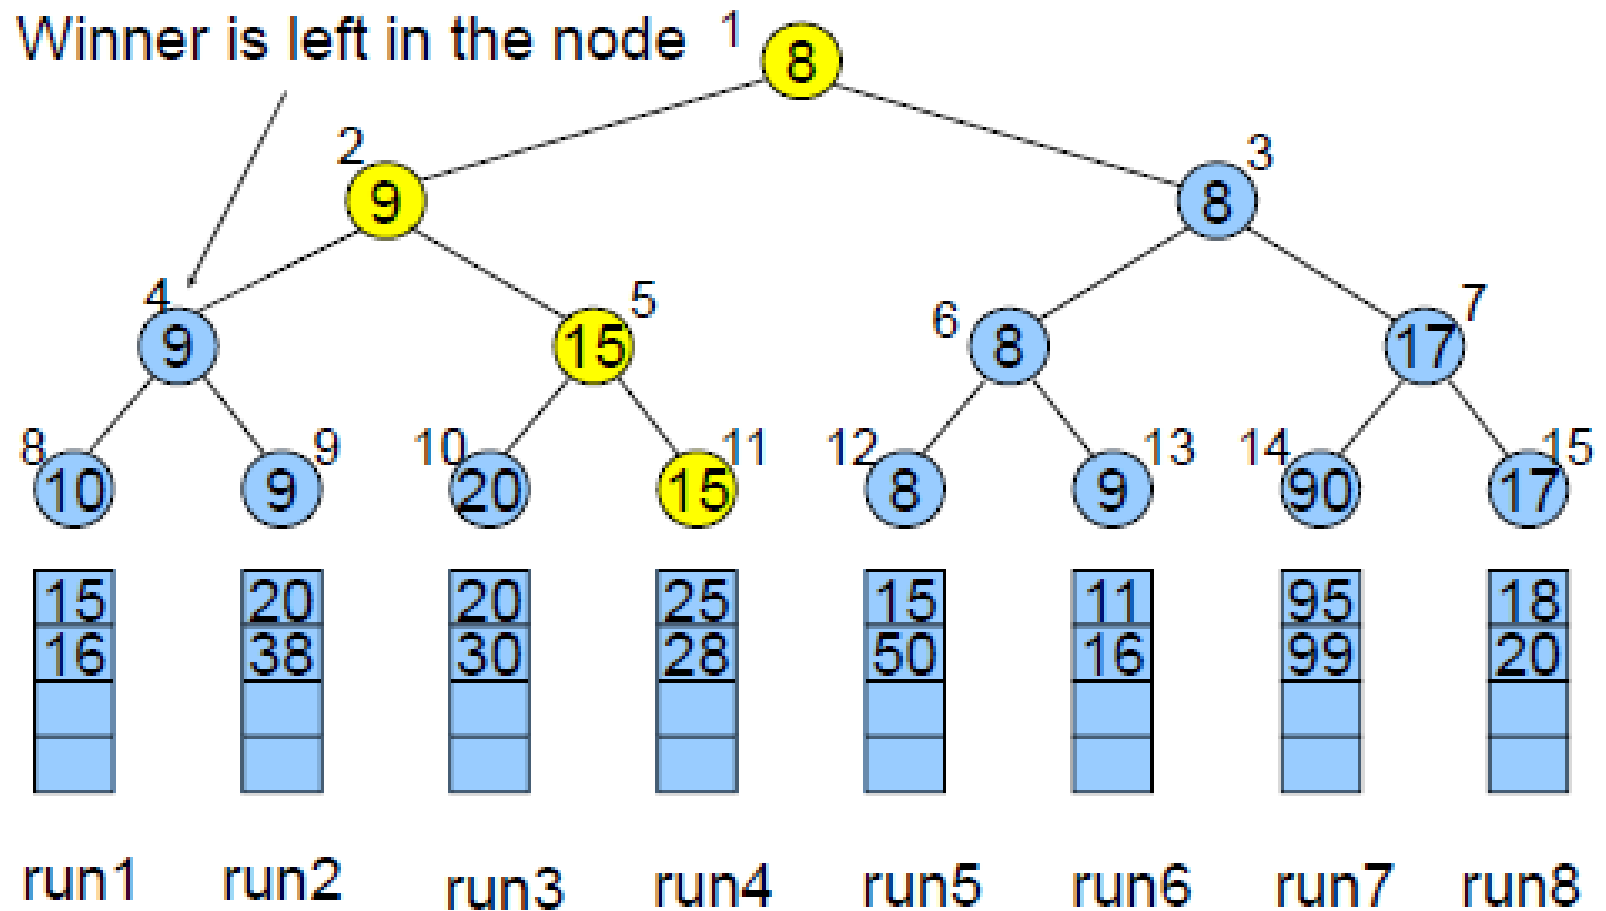 Winner is left in the node 1
8
2 3
9 8
4 5 6 7
9 15 8 17
8 9 10 11 12 13 14 15
10 9 20 15 8 9 90 17
15 20 20 25 15 11 95 18
16 38 30 28 50 16 99 20
run1 run2 run3 run4 run5 run6 run7 run8